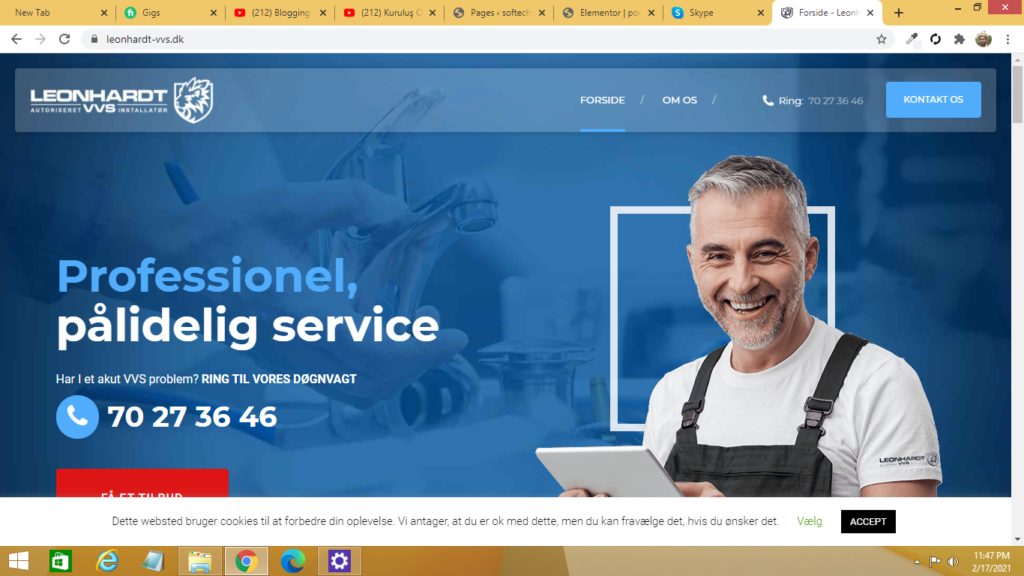 New Tab
Gigs
(212) Blogging
(212) Kuruluş O
Pages ‹ softech
Elementor | por
Skype
Forside - Leonh
leonhardt-vvs.dk
LEONHARDT
AUTORISERET VVS INSTALLATØR
FORSIDE / OM OS /
Ring: 70 27 36 46
KONTAKT OS
Professionel,
pålidelig service
Har I et akut VVS problem? RING TIL VORES DØGNVAGT
70 27 36 46
LEONHARDT
VVS
FÅ ET TILBUD
Dette websted bruger cookies til at forbedre din oplevelse. Vi antager, at du er ok med dette, men du kan fravælge det, hvis du ønsker det.
Vælg
ACCEPT
11:47 PM
2/17/2021